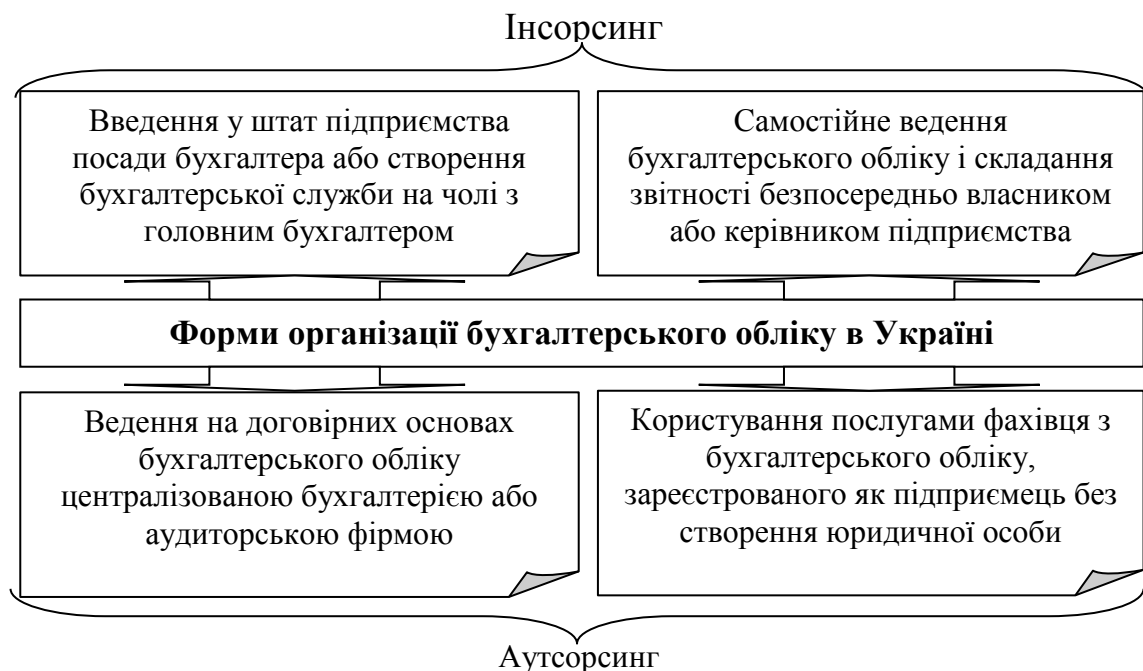 Інсорсинг
Введення у штат підприємства
посади бухгалтера або створення
бухгалтерської служби на чолі з
головним бухгалтером
Самостійне ведення
бухгалтерського обліку і складання
звітності безпосередньо власником
або керівником підприємства
Форми організації бухгалтерського обліку в Україні
Ведення на договірних основах
бухгалтерського обліку
централізованою бухгалтерією або
аудиторською фірмою
Користування послугами фахівця з
бухгалтерського обліку,
зареєстрованого як підприємець без
створення юридичної особи
Аутсорсинг